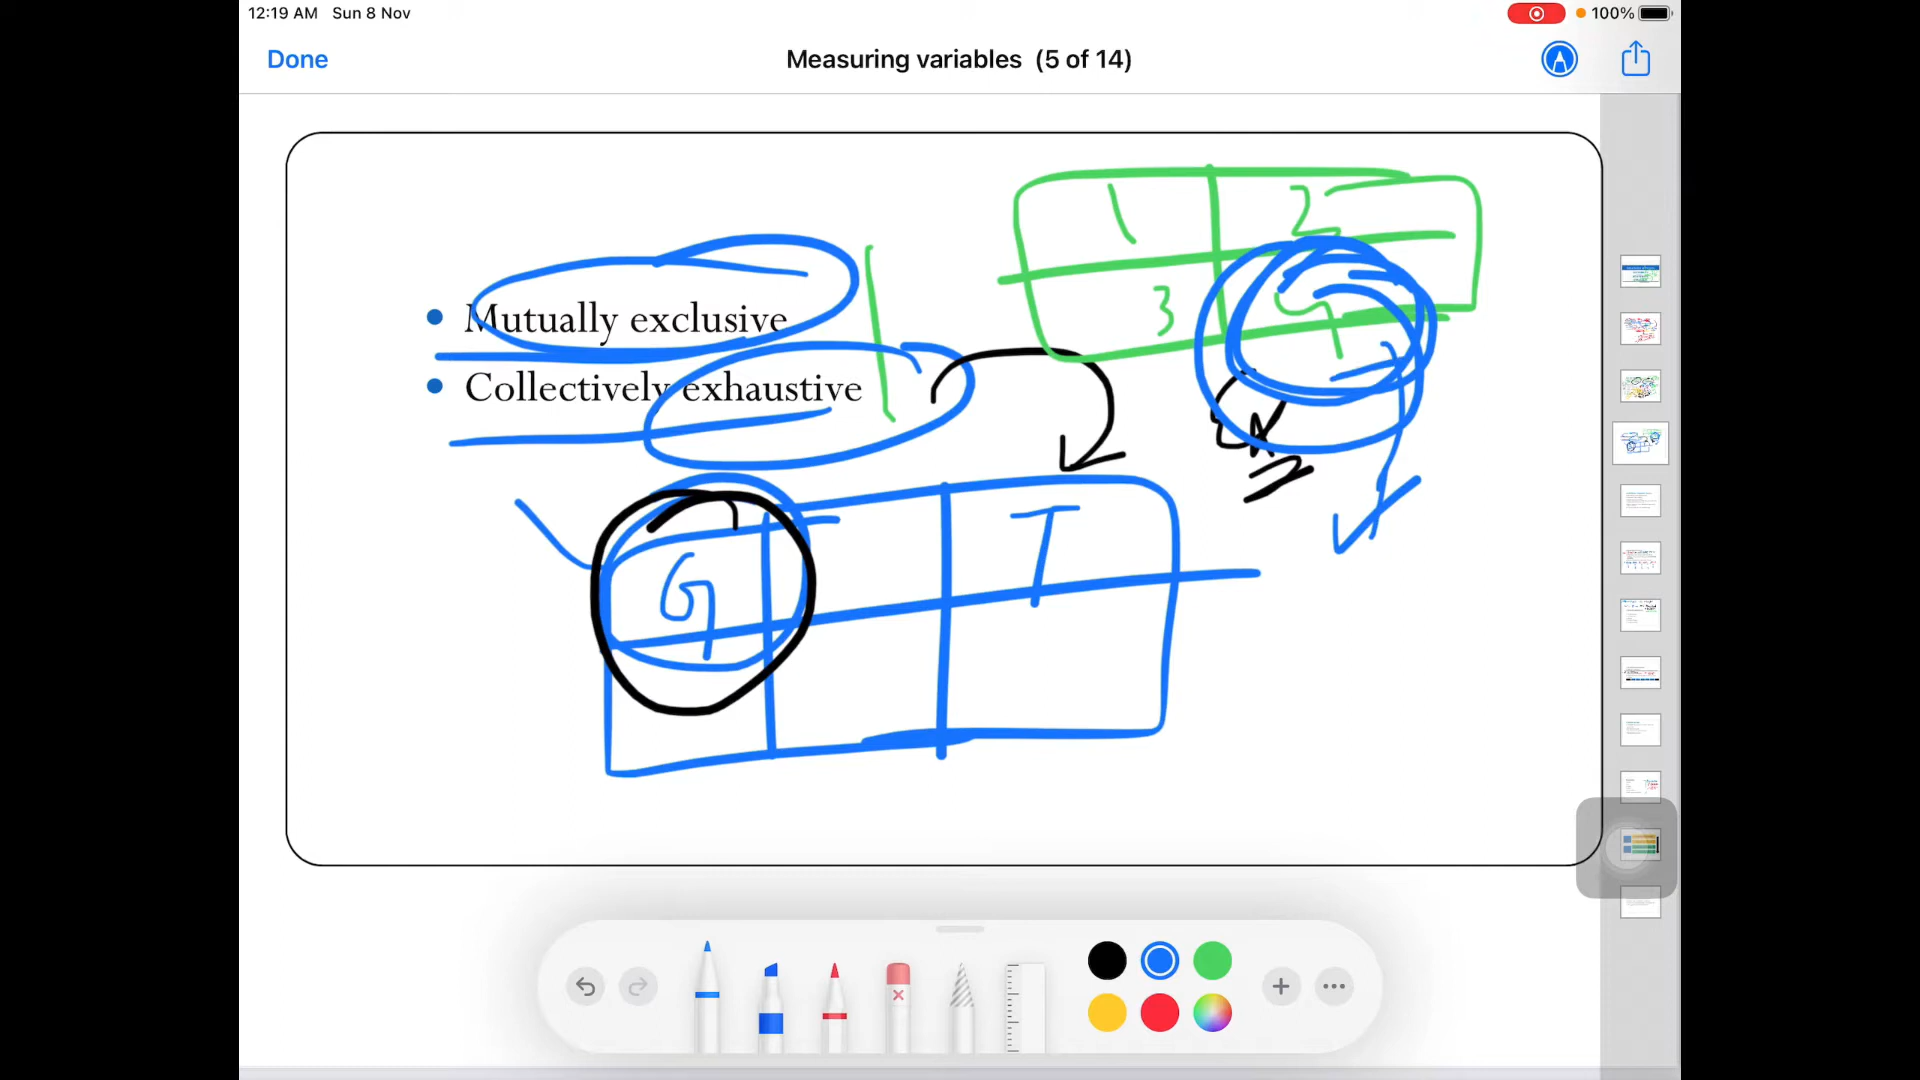 12:19 AM Sun 8 Nov 100%
Done Measuring variables (5 of 14)
1 2
• Mutually exclusive
3 4
• Collectively exhaustive
G T